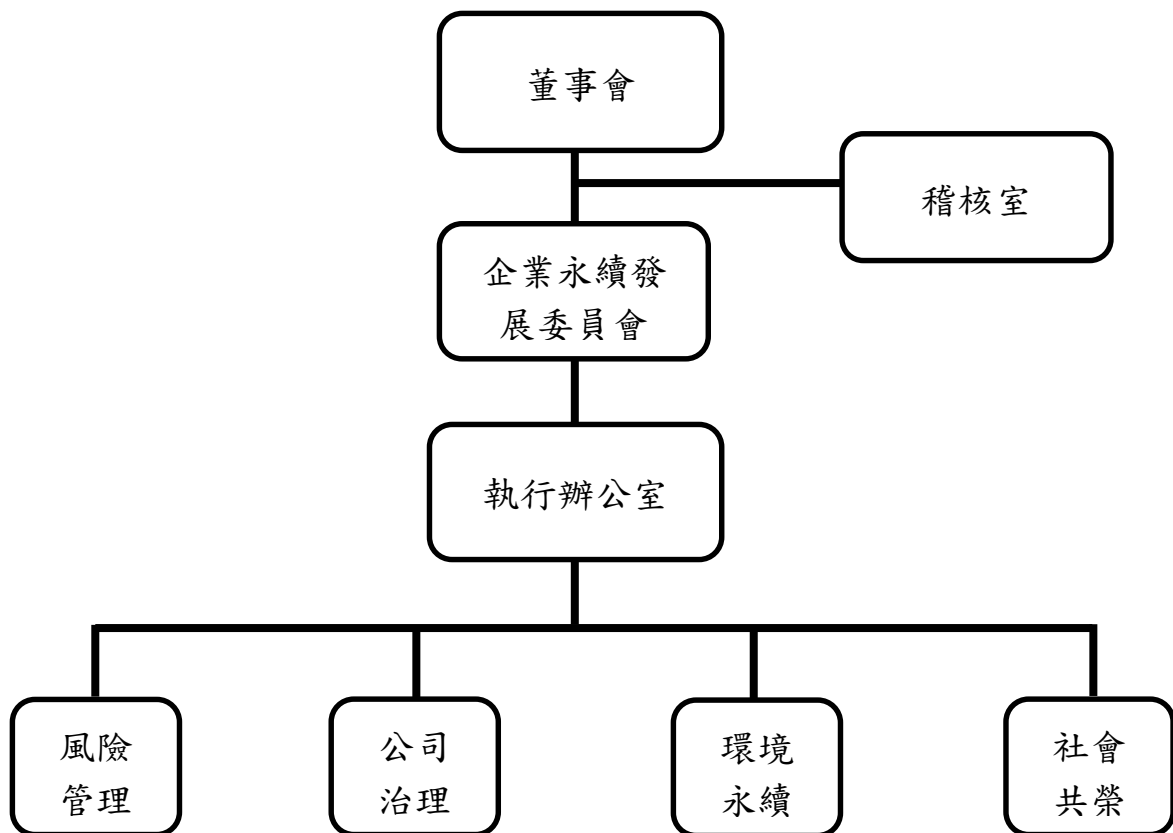 董事會
稽核室
企業永續發
展委員會
執行辦公室
風險
管理
公司
治理
環境
永續
社會
共榮